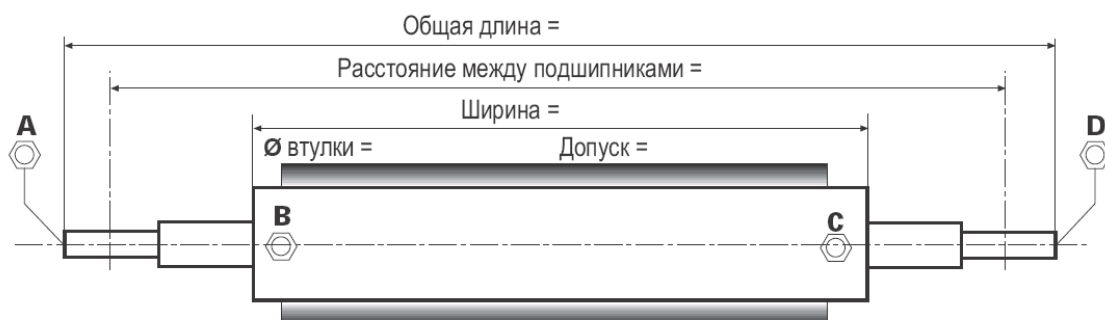 Общая длина =
Расстояние между подшипниками =
Ширина =
A
D
Ø втулки = Допуск =
B
C